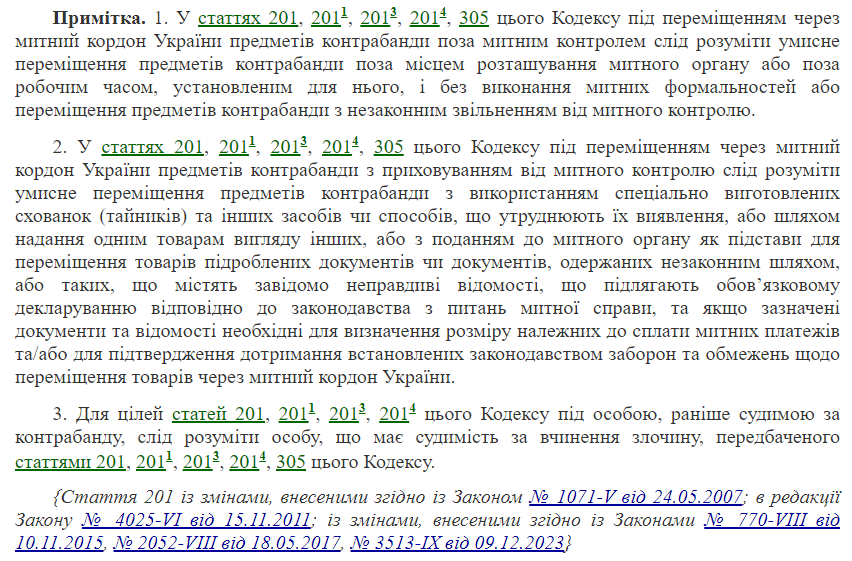 Примітка. 1. У статтях 201, 201¹, 201³, 201⁴, 305 цього Кодексу під переміщенням через
митний кордон України предметів контрабанди поза митним контролем слід розуміти умисне
переміщення предметів контрабанди поза місцем розташування митного органу або поза
робочим часом, установленим для нього, і без виконання митних формальностей або
переміщення предметів контрабанди з незаконним звільненням від митного контролю.
2. У статтях 201, 201¹, 201³, 201⁴, 305 цього Кодексу під переміщенням через митний
кордон України предметів контрабанди з приховуванням від митного контролю слід розуміти
умисне переміщення предметів контрабанди з використанням спеціально виготовлених
схованок (тайників) та інших засобів чи способів, що утруднюють їх виявлення, або шляхом
надання одним товарам вигляду інших, або з поданням до митного органу як підстави для
переміщення товарів підроблених документів чи документів, одержаних незаконним шляхом,
або таких, що містять завідомо неправдиві відомості, що підлягають обов’язковому
декларуванню відповідно до законодавства з питань митної справи, та якщо зазначені
документи та відомості необхідні для визначення розміру належних до сплати митних платежів
та/або для підтвердження дотримання встановлених законодавством заборон та обмежень щодо
переміщення товарів через митний кордон України.
3. Для цілей статей 201, 201¹, 201³, 201⁴ цього Кодексу під особою, раніше судимою за
контрабанду, слід розуміти особу, що має судимість за вчинення злочину, передбаченого
статтями 201, 201¹, 201³, 201⁴, 305 цього Кодексу.
{Стаття 201 із змінами, внесеними згідно із Законом № 1071-V від 24.05.2007; в редакції
Закону № 4025-VI від 15.11.2011; із змінами, внесеними згідно із Законами № 770-VIII від
10.11.2015, № 2052-VIII від 18.05.2017, № 3513-IX від 09.12.2023}